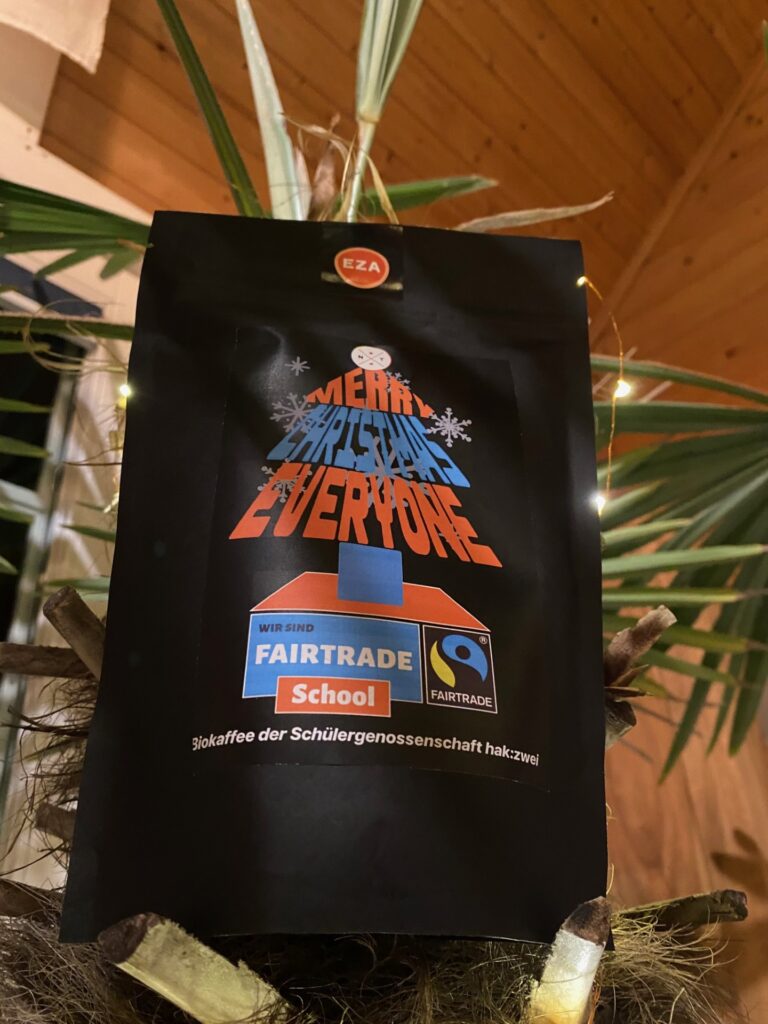 EZA
MERRY
CHRISTMAS
EVERYONE
WIR SIND
FAIRTRADE
School
®
FAIRTRADE
Biokaffee der Schülergenossenschaft hak:zwei